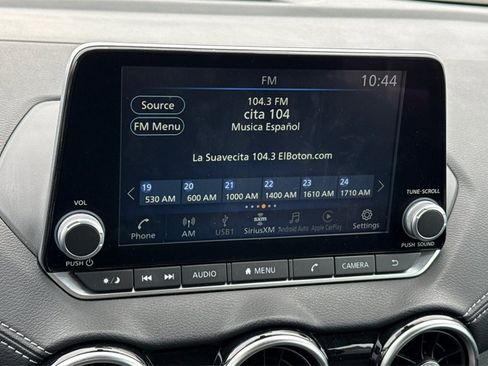 FM 10:44
Source
104.3 FM
cita 104
FM Menu
Musica Español
La Suavecita 104.3 ElBoton.com
19 20 21 22 23 24
530 AM 600 AM 1000 AM 1400 AM 1610 AM 1710 AM
VOL
TUNE·SCROLL
sxm
Phone AM USB1 SiriusXM Android Auto Apple CarPlay Settings
PUSH
PUSH SOUND
AUDIO MENU CAMERA